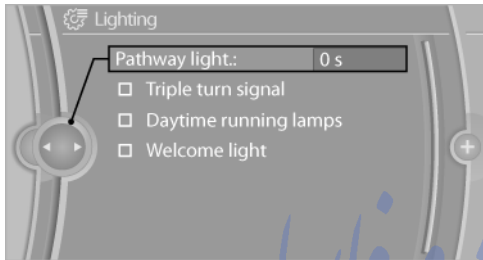 Lighting
Pathway light.: 0 s
Triple turn signal
Daytime running lamps
Welcome light